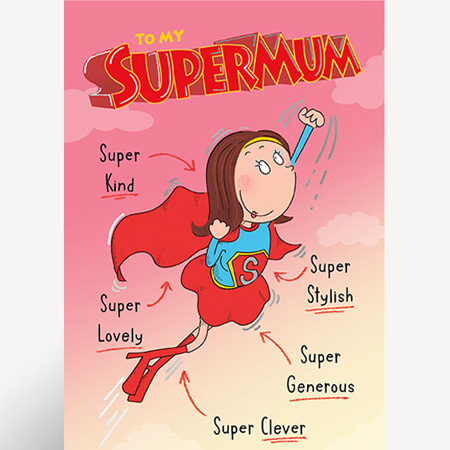 TO MY
SUPERMUM
Super
Kind
Super
Stylish
Super
Lovely
Super
Generous
Super Clever
S